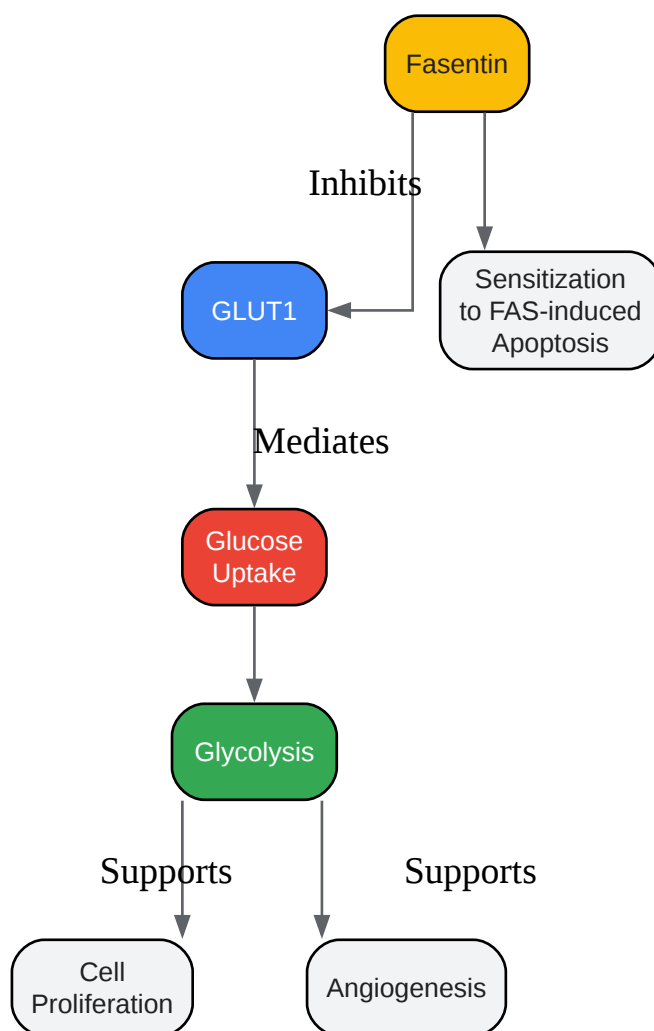 Fasentin
Inhibits
Sensitization
to FAS-induced
Apoptosis
GLUT1
Mediates
Glucose
Uptake
Glycolysis
Supports
Supports
Cell
Proliferation
Angiogenesis